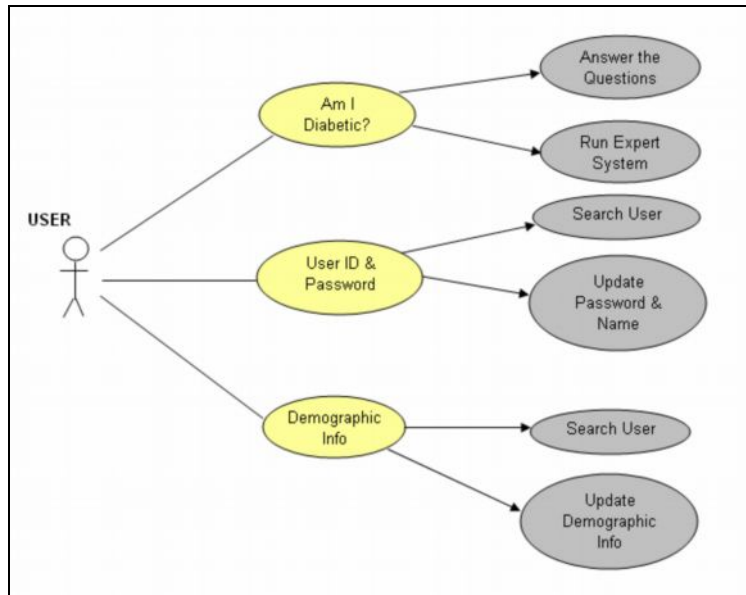 Answer the
Questions
Am I
Diabetic?
Run Expert
System
USER
Search User
User ID &
Password
Update
Password &
Name
Demographic
Info
Search User
Update
Demographic
Info